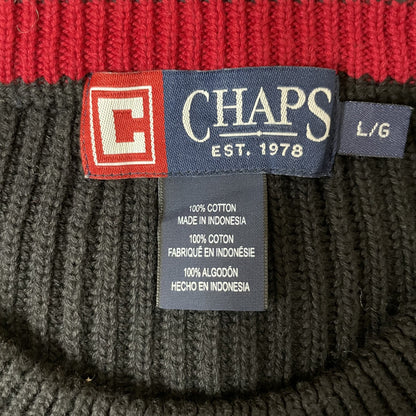 C
CHAPS
EST. 1978
L/G
100% COTTON
MADE IN INDONESIA
100% COTON
FABRIQUÉ EN INDONÉSIE
100% ALGODÓN
HECHO EN INDONESIA